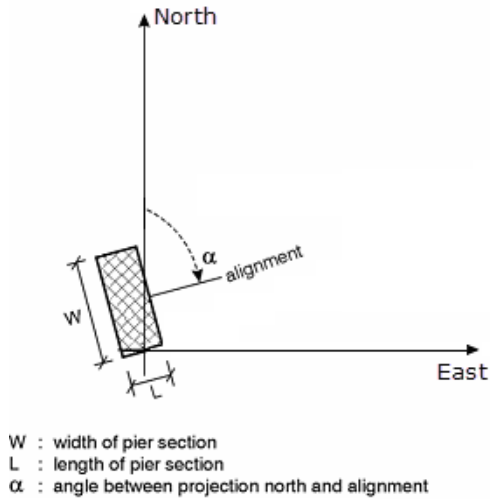 North
α
alignment
W
L
East
W : width of pier section
L : length of pier section
α : angle between projection north and alignment